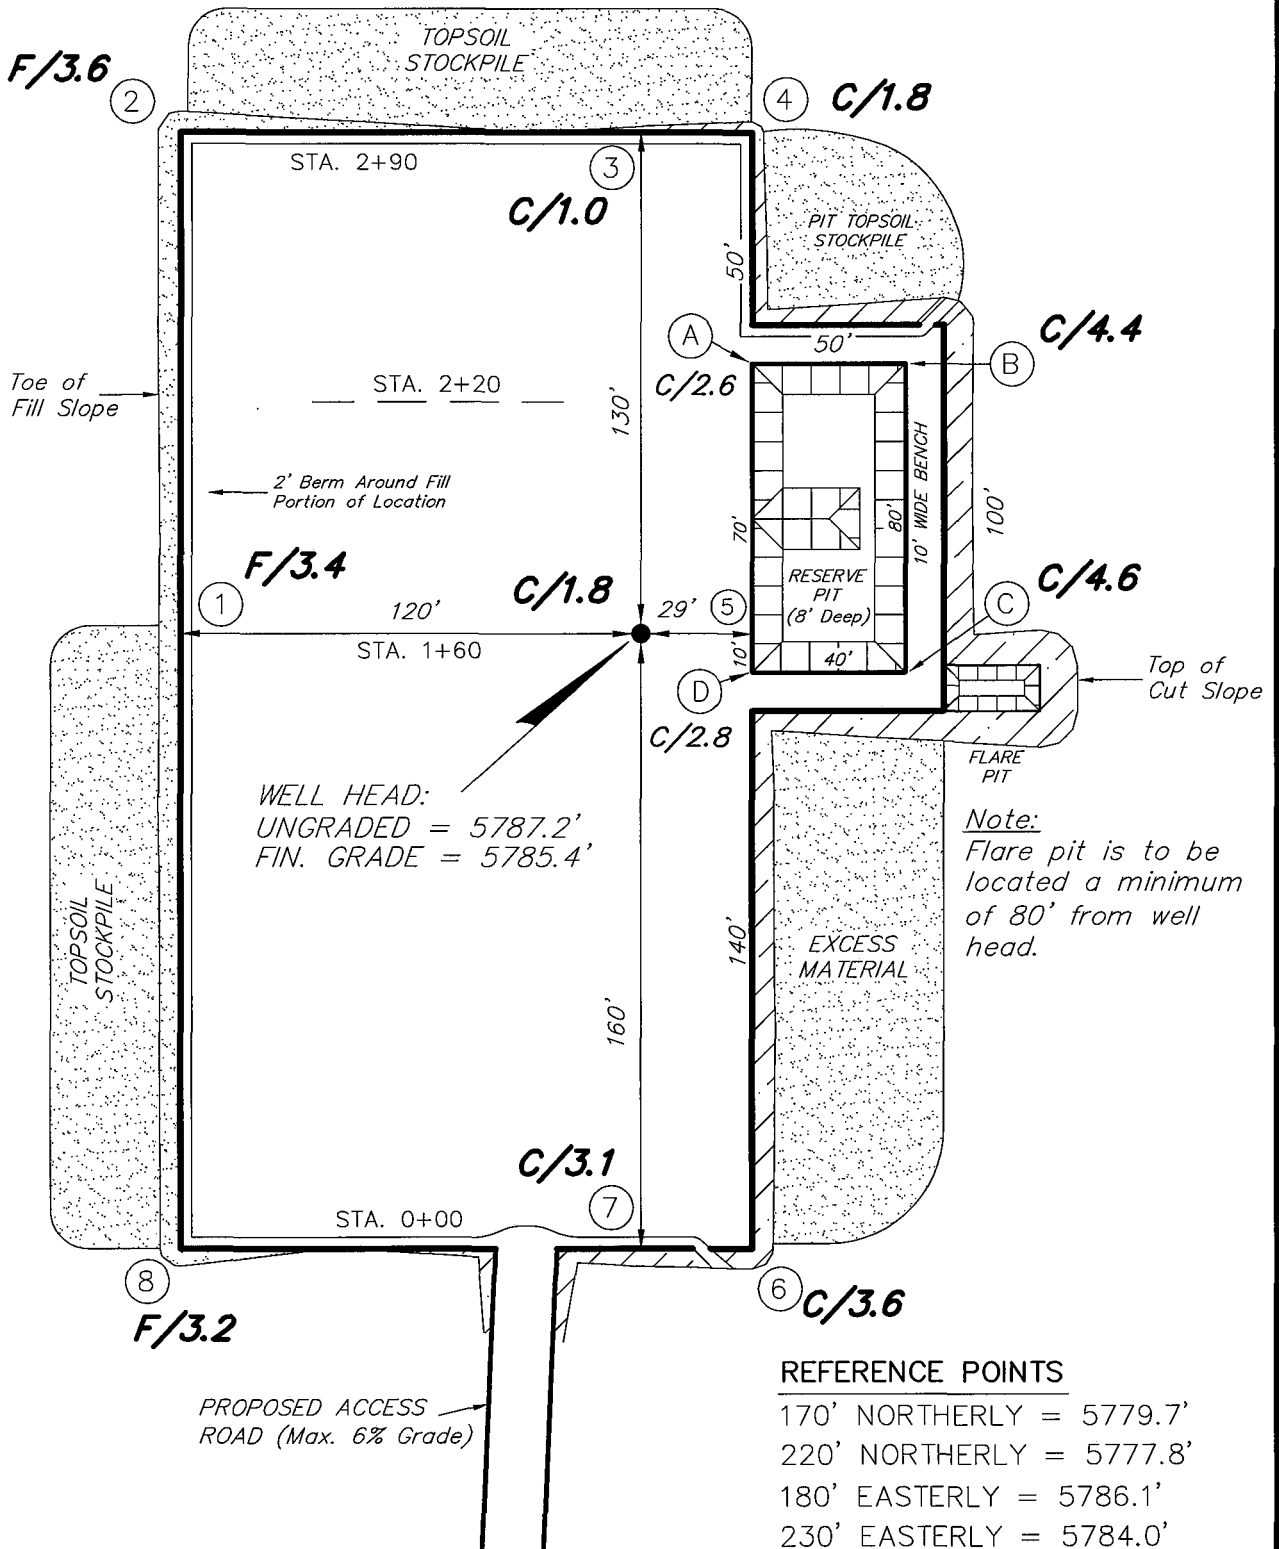 TOPSOIL
STOCKPILE
F/3.6
2
4
C/1.8
STA. 2+90
3
C/1.0
PIT TOPSOIL
STOCKPILE
50'
C/4.4
A
50'
B
Toe of
Fill Slope
STA. 2+20
C/2.6
130'
2' Berm Around Fill
Portion of Location
70'
80'
10' WIDE BENCH
100'
F/3.4
C/1.8
RESERVE
PIT
(8' Deep)
C/4.6
1
120'
29'
5
C
STA. 1+60
10'
40'
Top of
Cut Slope
D
C/2.8
FLARE
PIT
WELL HEAD:
UNGRADED = 5787.2'
FIN. GRADE = 5785.4'
Note:
Flare pit is to be
located a minimum
of 80' from well
head.
TOPSOIL
STOCKPILE
140'
EXCESS
MATERIAL
160'
C/3.1
7
STA. 0+00
8
F/3.2
6
C/3.6
PROPOSED ACCESS
ROAD (Max. 6% Grade)
REFERENCE POINTS
170' NORTHERLY = 5779.7'
220' NORTHERLY = 5777.8'
180' EASTERLY = 5786.1'
230' EASTERLY = 5784.0'